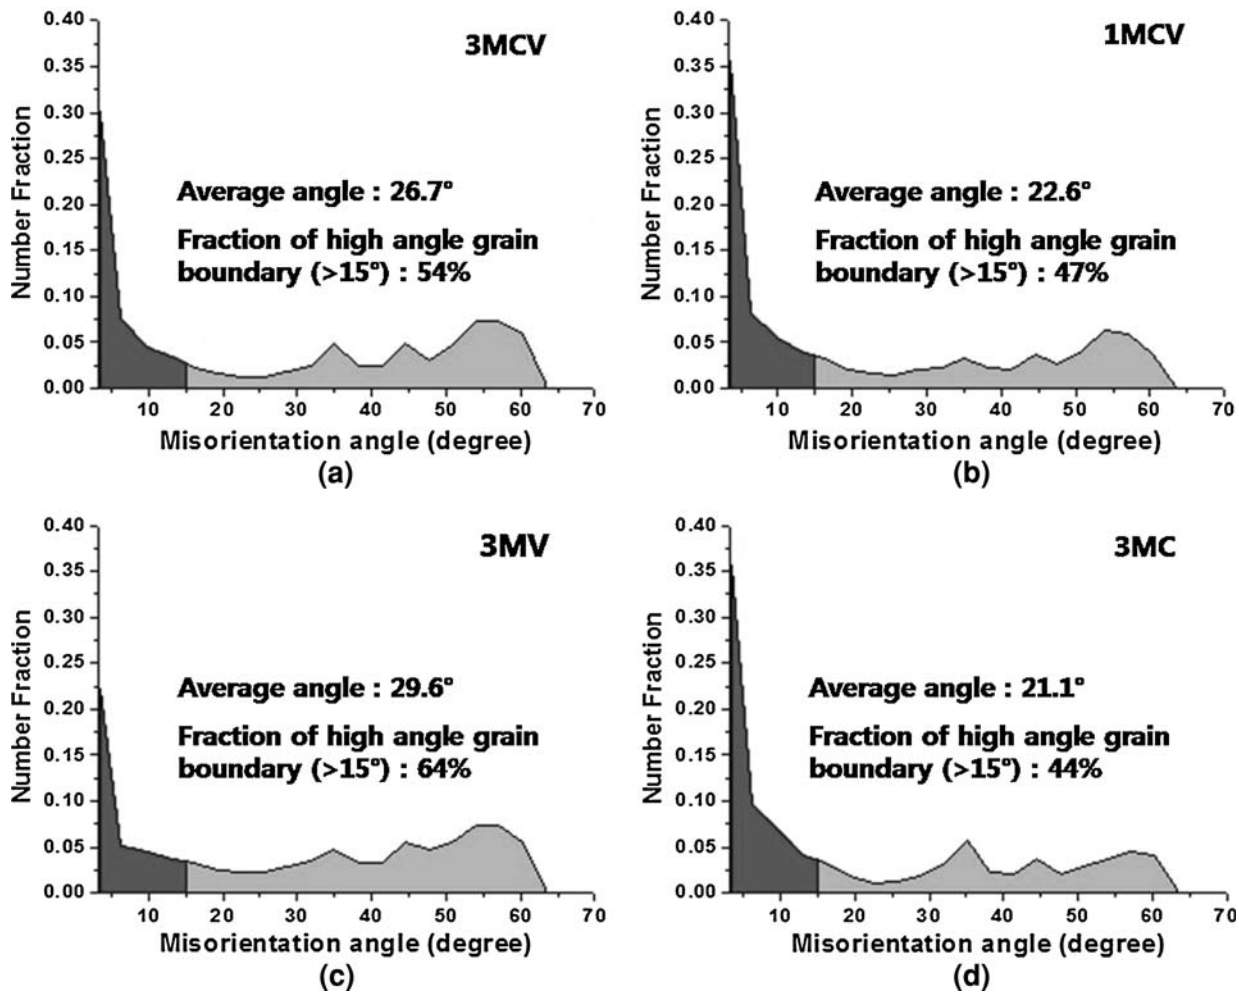 3MCV
0.40
0.35
0.30
0.25
0.20
0.15
0.10
0.05
0.00
Number Fraction
Average angle : 26.7°
Fraction of high angle grain
boundary (>15°) : 54%
10 20 30 40 50 60 70
Misorientation angle (degree)
(a)
1MCV
0.40
0.35
0.30
0.25
0.20
0.15
0.10
0.05
0.00
Number Fraction
Average angle : 22.6°
Fraction of high angle grain
boundary (>15°) : 47%
10 20 30 40 50 60 70
Misorientation angle (degree)
(b)
3MV
0.40
0.35
0.30
0.25
0.20
0.15
0.10
0.05
0.00
Number Fraction
Average angle : 29.6°
Fraction of high angle grain
boundary (>15°) : 64%
10 20 30 40 50 60 70
Misorientation angle (degree)
(c)
3MC
0.40
0.35
0.30
0.25
0.20
0.15
0.10
0.05
0.00
Number Fraction
Average angle : 21.1°
Fraction of high angle grain
boundary (>15°) : 44%
10 20 30 40 50 60 70
Misorientation angle (degree)
(d)